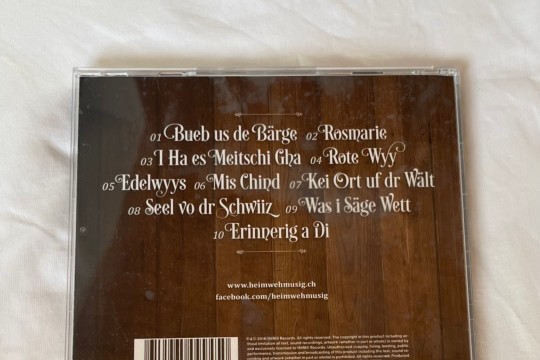 01 Bueb us de Bärge 02 Rosmarie
03 I Ha es Meitschi Gha 04 Rote Wyy
05 Edelwyys 06 Mis Chind 07 Kei Ort uf dr Wält
08 Seel vo dr Schwiiz 09 Was i Säge Wett
10 Erinnerig a Di
www.heimwehmusig.ch
facebook.com/heimwehmusig